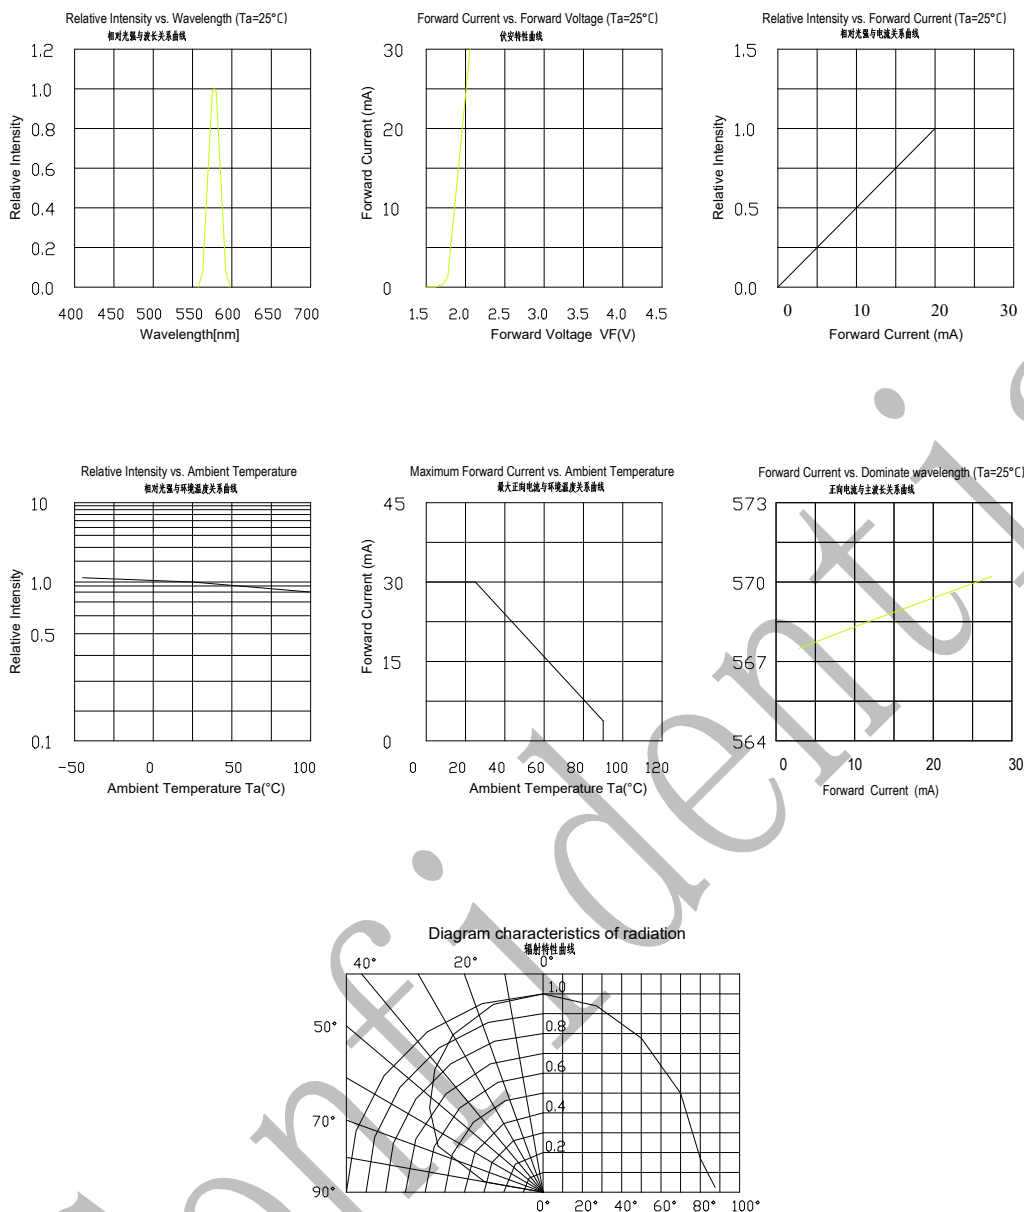 Relative Intensity vs. Wavelength (Ta=25°C)
相对光强与波长关系曲线
1.2
1.0
0.8
0.6
0.4
0.2
0.0
Relative Intensity
400 450 500 550 600 650 700
Wavelength[nm]
Forward Current vs. Forward Voltage (Ta=25°C)
伏安特性曲线
30
20
10
0
Forward Current (mA)
1.5 2.0 2.5 3.0 3.5 4.0 4.5
Forward Voltage VF(V)
Relative Intensity vs. Forward Current (Ta=25°C)
相对光强与电流关系曲线
1.5
1.0
0.5
0.0
Relative Intensity
0 10 20 30
Forward Current (mA)
Relative Intensity vs. Ambient Temperature
相对光强与环境温度关系曲线
10
1.0
0.5
0.1
Relative Intensity
-50 0 50 100
Ambient Temperature Ta(°C)
Maximum Forward Current vs. Ambient Temperature
最大正向电流与环境温度关系曲线
45
30
15
0
Forward Current (mA)
0 20 40 60 80 100 120
Ambient Temperature Ta(°C)
Forward Current vs. Dominate wavelength (Ta=25°C)
正向电流与主波长关系曲线
573
570
567
564
0 10 20 30
Forward Current (mA)
Diagram characteristics of radiation
辐射特性曲线
40° 20° 0°
1.0
50°
0.8
0.6
70°
0.4
0.2
90°
0° 20° 40° 60° 80° 100°
Confidential